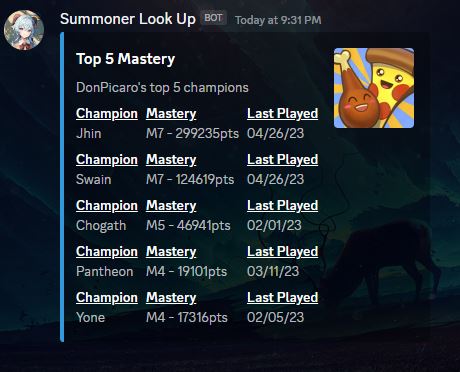 Summoner Look Up BOT Today at 9:31 PM
Top 5 Mastery
DonPicaro's top 5 champions
Champion Mastery Last Played
Jhin M7 - 299235pts 04/26/23
Champion Mastery Last Played
Swain M7 - 124619pts 04/26/23
Champion Mastery Last Played
Chogath M5 - 46941pts 02/01/23
Champion Mastery Last Played
Pantheon M4 - 19101pts 03/11/23
Champion Mastery Last Played
Yone M4 - 17316pts 02/05/23